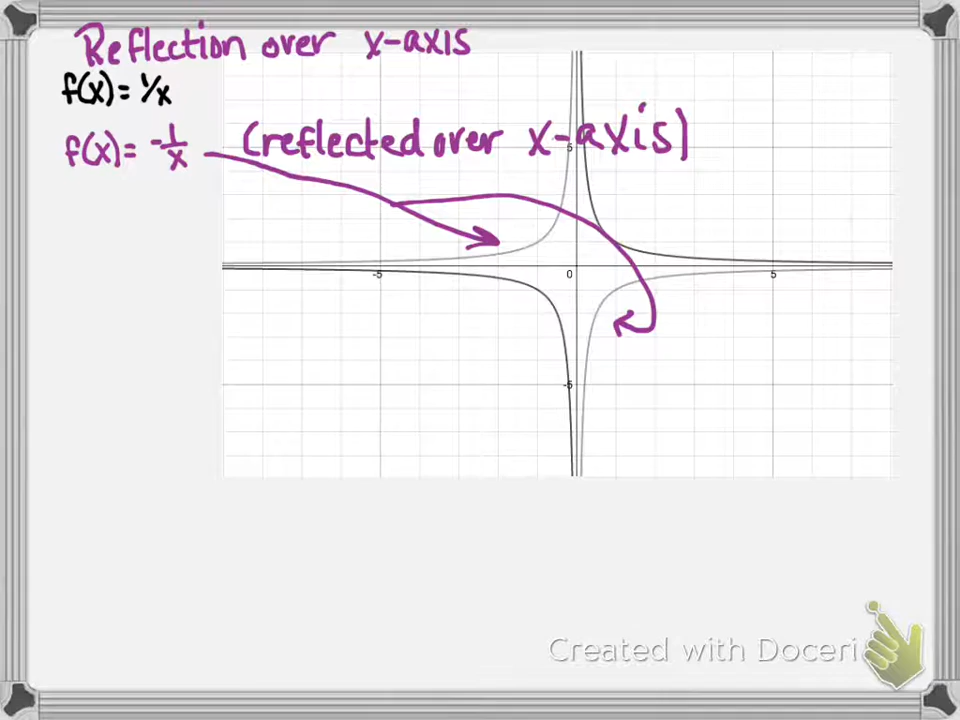 Reflection over x-axis
f(x) = 1/x
f(x) = -1/x (reflected over x-axis)
5
-5 0 5
-5
Created with Doceri